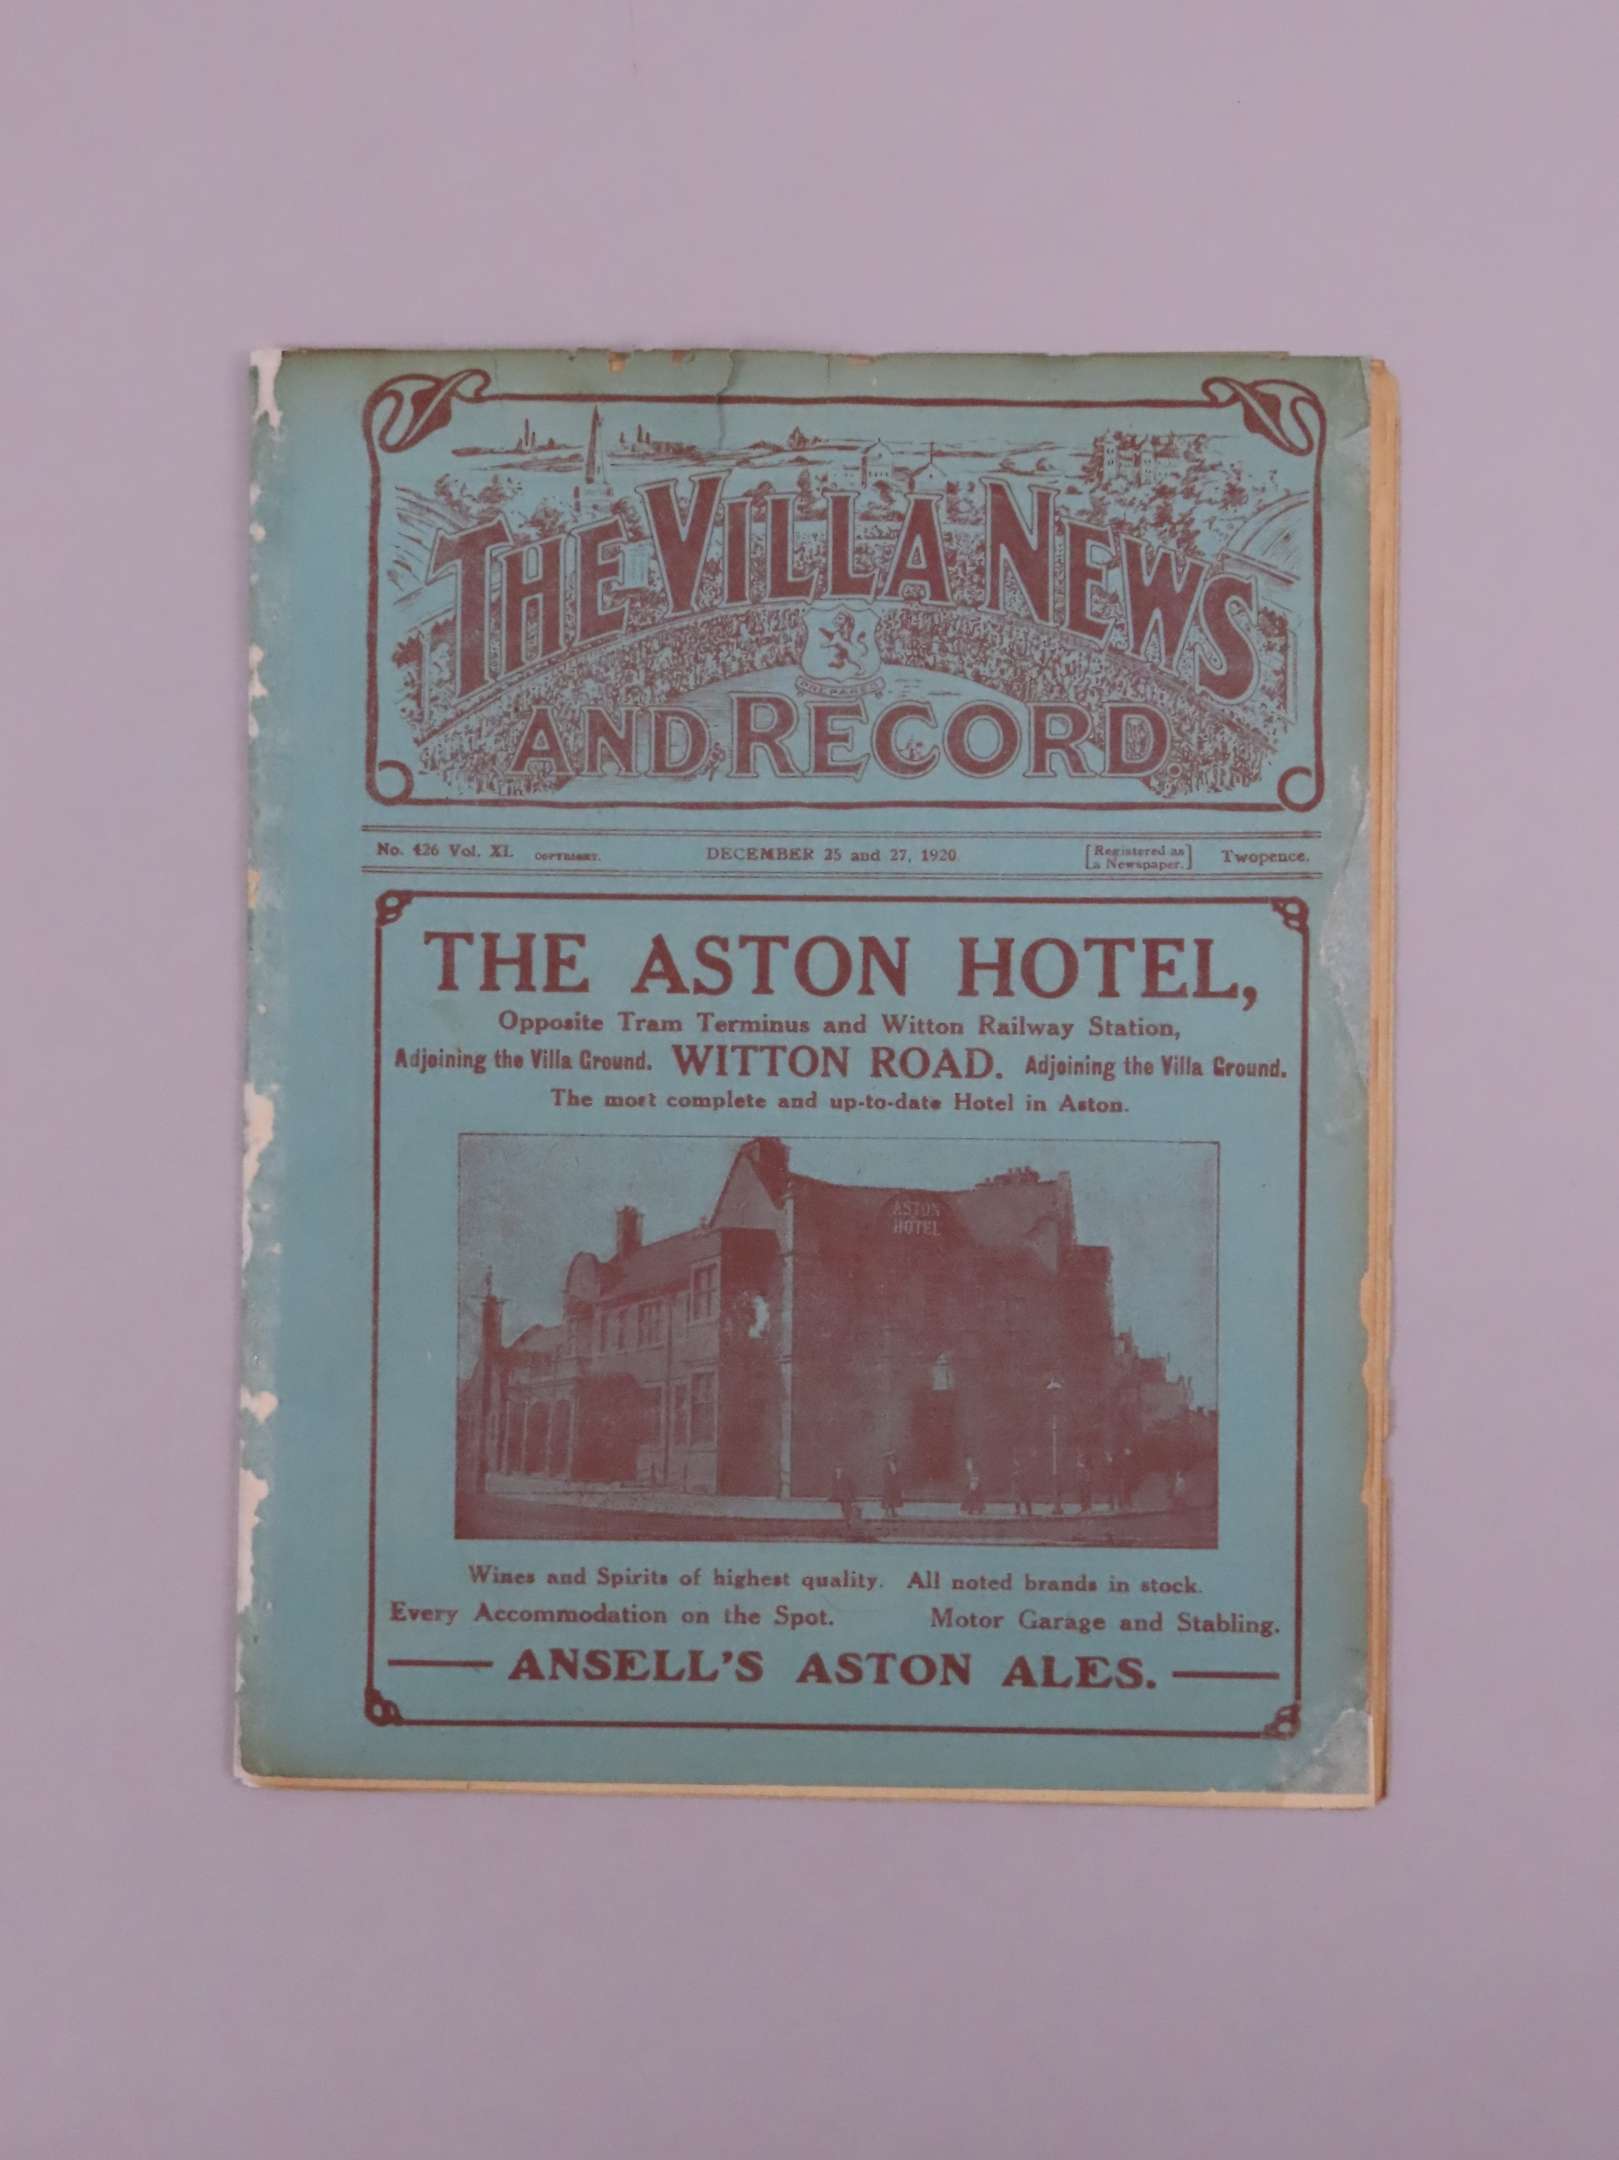 THE VILLA NEWS
PREPARED
AND RECORD
No. 426 Vol. XI. COPYRIGHT. DECEMBER 25 and 27, 1920 [Registered as a Newspaper.] Twopence.
THE ASTON HOTEL,
Opposite Tram Terminus and Witton Railway Station,
Adjoining the Villa Ground. WITTON ROAD. Adjoining the Villa Ground.
The most complete and up-to-date Hotel in Aston.
ASTON
HOTEL
Wines and Spirits of highest quality. All noted brands in stock.
Every Accommodation on the Spot. Motor Garage and Stabling.
ANSELL'S ASTON ALES.